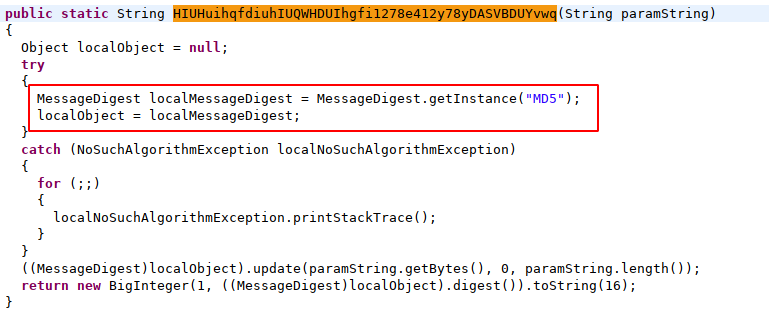 public static String HIUHuihqfdiuhIUQWHDUIhgfi1278e412y78yDASVBDUYvwq(String paramString)
{
  Object localObject = null;
  try
  {
    MessageDigest localMessageDigest = MessageDigest.getInstance("MD5");
    localObject = localMessageDigest;
  }
  catch (NoSuchAlgorithmException localNoSuchAlgorithmException)
  {
    for (;;)
    {
      localNoSuchAlgorithmException.printStackTrace();
    }
  }
  ((MessageDigest)localObject).update(paramString.getBytes(), 0, paramString.length());
  return new BigInteger(1, ((MessageDigest)localObject).digest()).toString(16);
}